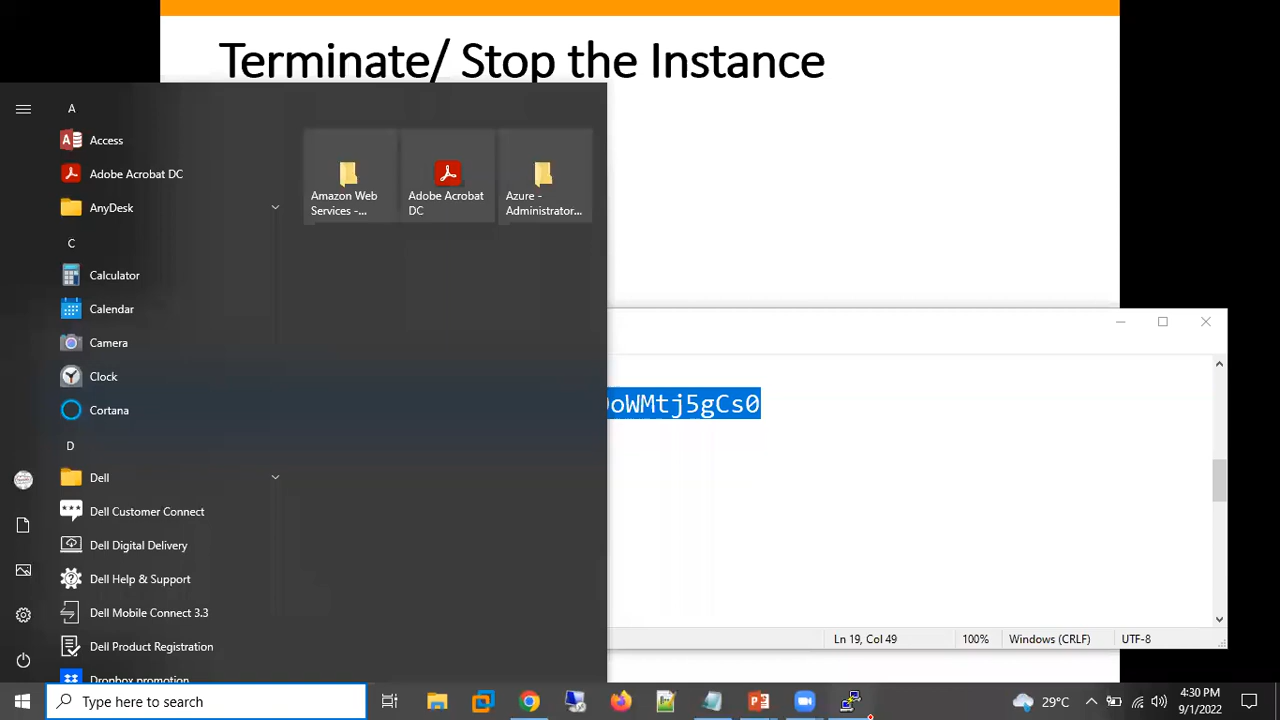 Terminate/ Stop the Instance
A
Access
Adobe Acrobat DC
AnyDesk
C
Calculator
Calendar
Camera
Clock
Cortana
D
Dell
Dell Customer Connect
Dell Digital Delivery
Dell Help & Support
Dell Mobile Connect 3.3
Dell Product Registration
Dropbox promotion
Amazon Web
Services -...
Adobe Acrobat
DC
Azure -
Administrator...
oWMtj5gCs0
Ln 19, Col 49
100%
Windows (CRLF)
UTF-8
Type here to search
29°C
4:30 PM
9/1/2022